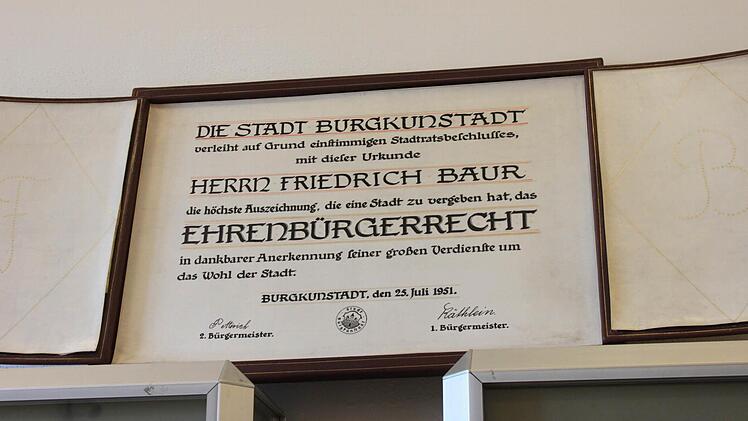 DIE STADT BURGKUNSTADT
verleiht auf Grund einstimmigen Stadtratsbeschlusses,
mit dieser Urkunde
HERRN FRIEDRICH BAUR
die höchste Auszeichnung, die eine Stadt zu vergeben hat, das
EHRENBÜRGERRECHT
in dankbarer Anerkennung seiner großen Verdienste um
das Wohl der Stadt.
BURGKUNSTADT, den 25. Juli 1951.
2. Bürgermeister.
1. Bürgermeister.
B